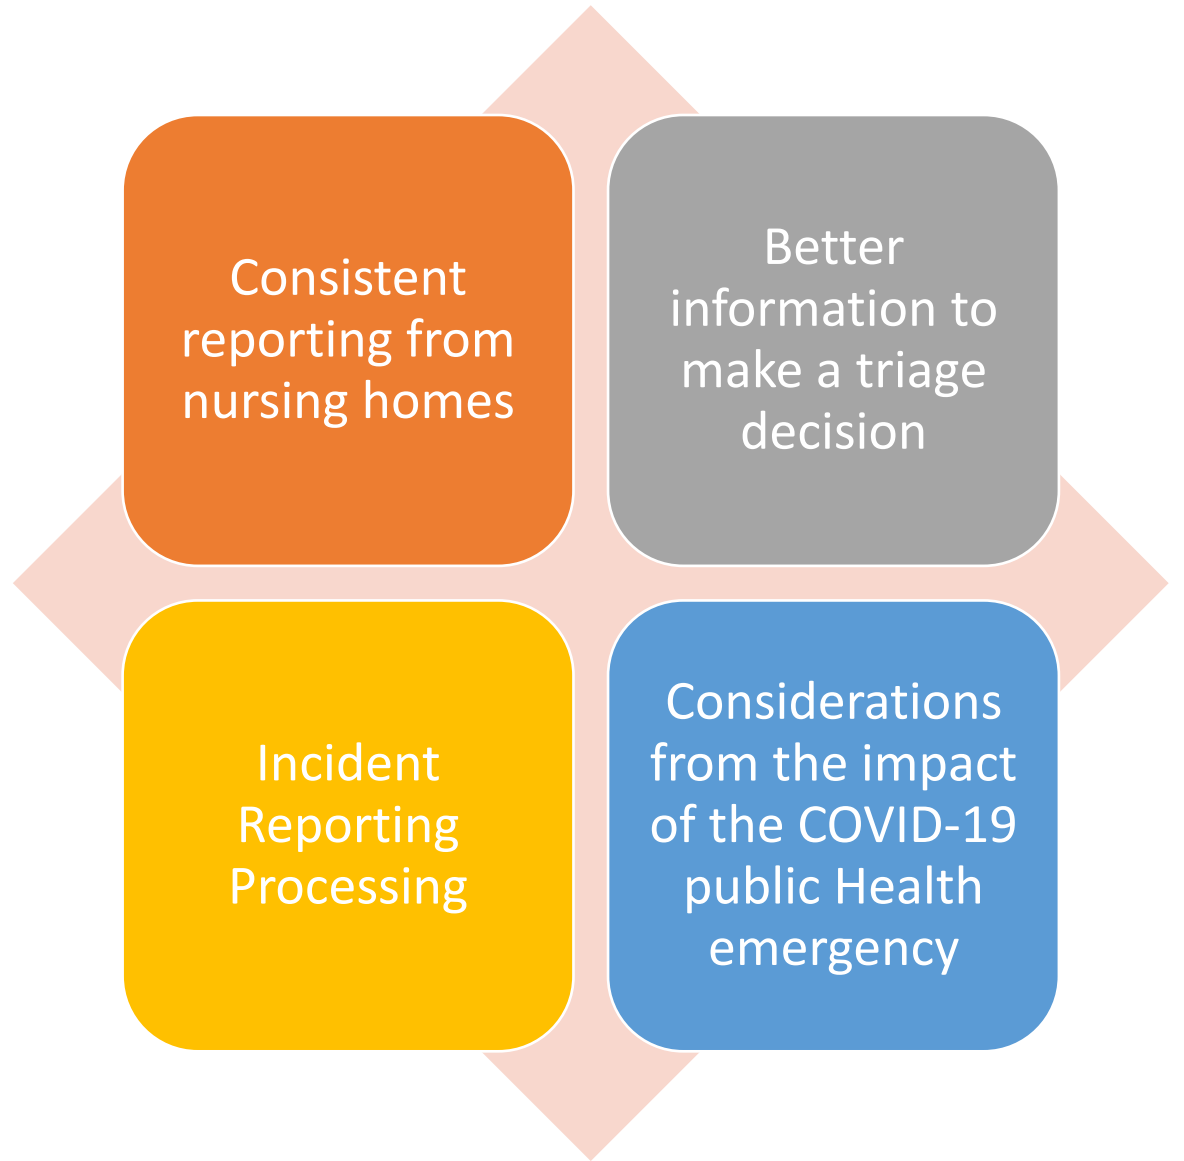 Consistent
reporting from
nursing homes
Better
information to
make a triage
decision
Incident
Reporting
Processing
Considerations
from the impact
of the COVID-19
public Health
emergency